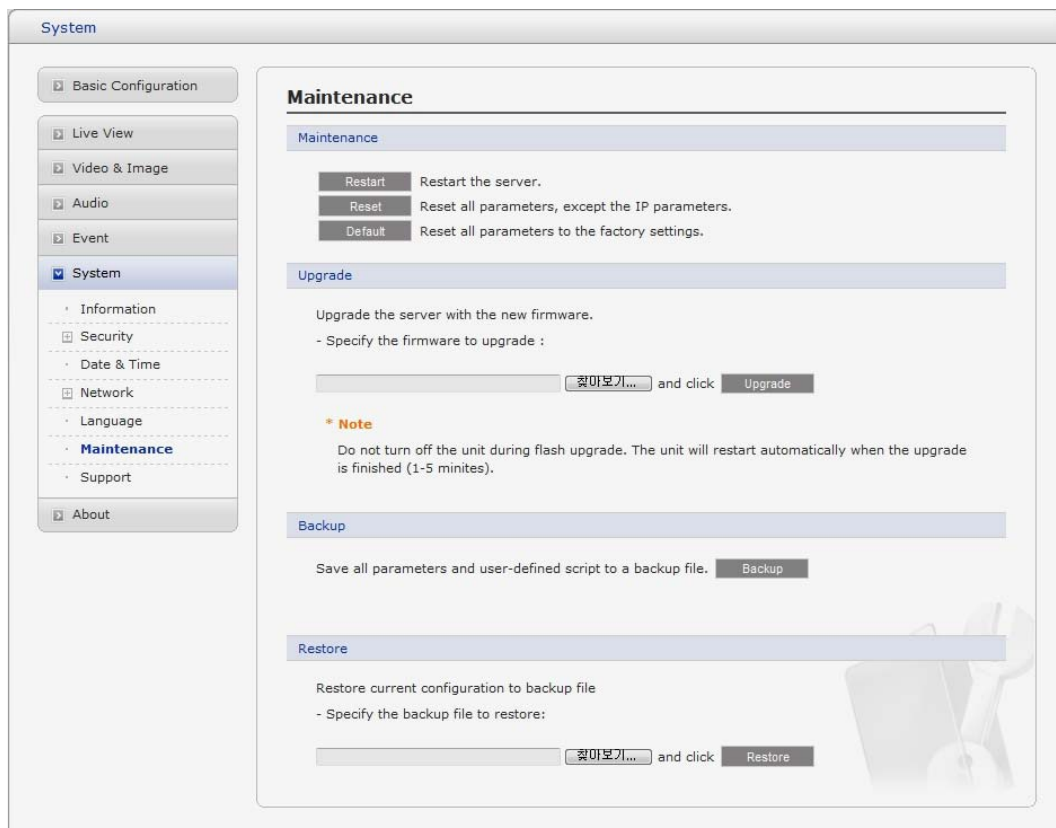 System
Basic Configuration
Live View
Video & Image
Audio
Event
System
Information
Security
Date & Time
Network
Language
Maintenance
Support
About
Maintenance
Maintenance
Restart Restart the server.
Reset Reset all parameters, except the IP parameters.
Default Reset all parameters to the factory settings.
Upgrade
Upgrade the server with the new firmware.
- Specify the firmware to upgrade :
찾아보기... and click Upgrade
* Note
Do not turn off the unit during flash upgrade. The unit will restart automatically when the upgrade
is finished (1-5 minites).
Backup
Save all parameters and user-defined script to a backup file. Backup
Restore
Restore current configuration to backup file
- Specify the backup file to restore:
찾아보기... and click Restore